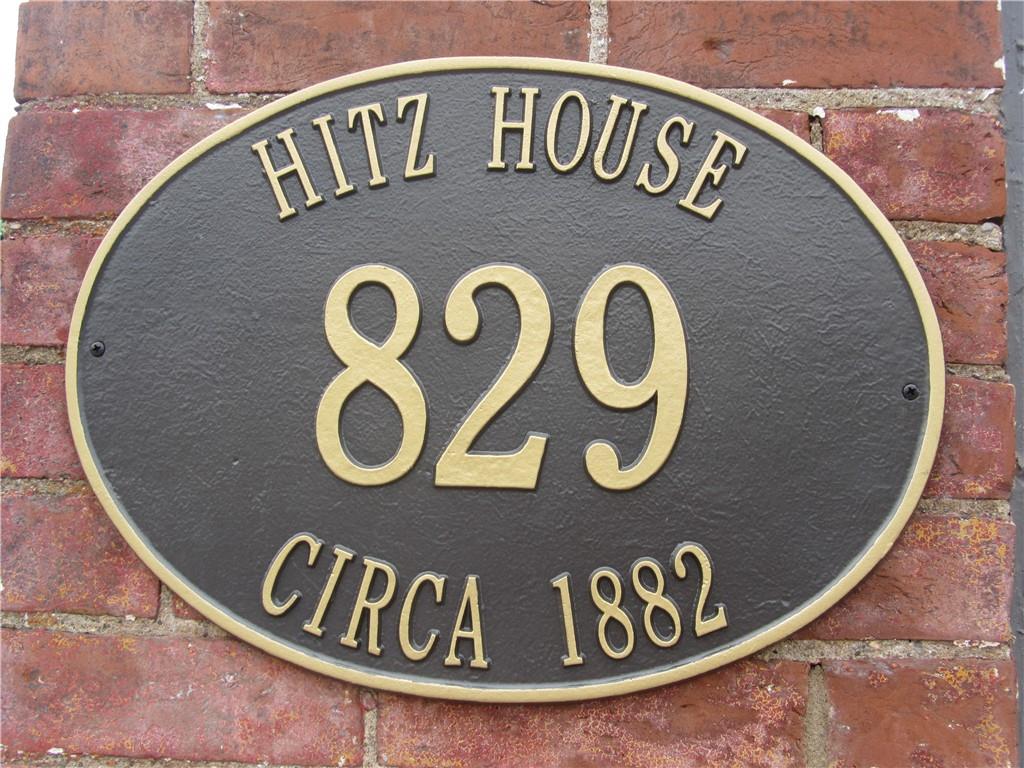 HITZ HOUSE
829
CIRCA 1882